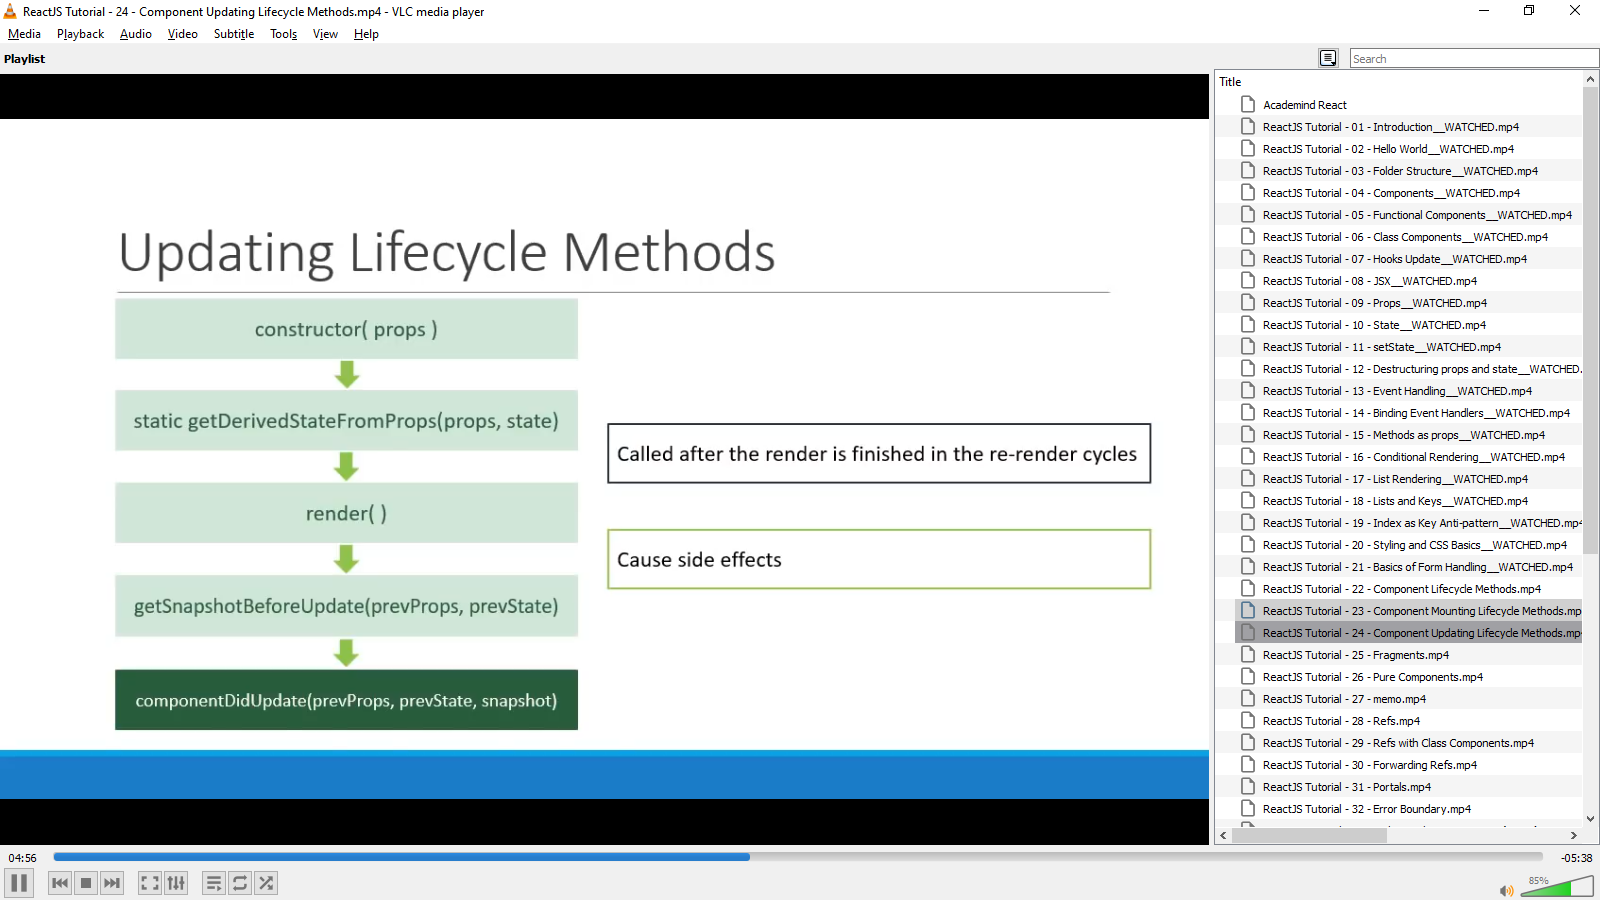 ReactJS Tutorial - 24 - Component Updating Lifecycle Methods.mp4 - VLC media player
Media Playback Audio Video Subtitle Tools View Help
Playlist
Search
Updating Lifecycle Methods
constructor( props )
static getDerivedStateFromProps(props, state)
render( )
getSnapshotBeforeUpdate(prevProps, prevState)
componentDidUpdate(prevProps, prevState, snapshot)
Called after the render is finished in the re-render cycles
Cause side effects
Title
Academind React
ReactJS Tutorial - 01 - Introduction__WATCHED.mp4
ReactJS Tutorial - 02 - Hello World__WATCHED.mp4
ReactJS Tutorial - 03 - Folder Structure__WATCHED.mp4
ReactJS Tutorial - 04 - Components__WATCHED.mp4
ReactJS Tutorial - 05 - Functional Components__WATCHED.mp4
ReactJS Tutorial - 06 - Class Components__WATCHED.mp4
ReactJS Tutorial - 07 - Hooks Update__WATCHED.mp4
ReactJS Tutorial - 08 - JSX__WATCHED.mp4
ReactJS Tutorial - 09 - Props__WATCHED.mp4
ReactJS Tutorial - 10 - State__WATCHED.mp4
ReactJS Tutorial - 11 - setState__WATCHED.mp4
ReactJS Tutorial - 12 - Destructuring props and state__WATCHED.
ReactJS Tutorial - 13 - Event Handling__WATCHED.mp4
ReactJS Tutorial - 14 - Binding Event Handlers__WATCHED.mp4
ReactJS Tutorial - 15 - Methods as props__WATCHED.mp4
ReactJS Tutorial - 16 - Conditional Rendering__WATCHED.mp4
ReactJS Tutorial - 17 - List Rendering__WATCHED.mp4
ReactJS Tutorial - 18 - Lists and Keys__WATCHED.mp4
ReactJS Tutorial - 19 - Index as Key Anti-pattern__WATCHED.mp4
ReactJS Tutorial - 20 - Styling and CSS Basics__WATCHED.mp4
ReactJS Tutorial - 21 - Basics of Form Handling__WATCHED.mp4
ReactJS Tutorial - 22 - Component Lifecycle Methods.mp4
ReactJS Tutorial - 23 - Component Mounting Lifecycle Methods.mp
ReactJS Tutorial - 24 - Component Updating Lifecycle Methods.mp
ReactJS Tutorial - 25 - Fragments.mp4
ReactJS Tutorial - 26 - Pure Components.mp4
ReactJS Tutorial - 27 - memo.mp4
ReactJS Tutorial - 28 - Refs.mp4
ReactJS Tutorial - 29 - Refs with Class Components.mp4
ReactJS Tutorial - 30 - Forwarding Refs.mp4
ReactJS Tutorial - 31 - Portals.mp4
ReactJS Tutorial - 32 - Error Boundary.mp4
04:56
-05:38
85%